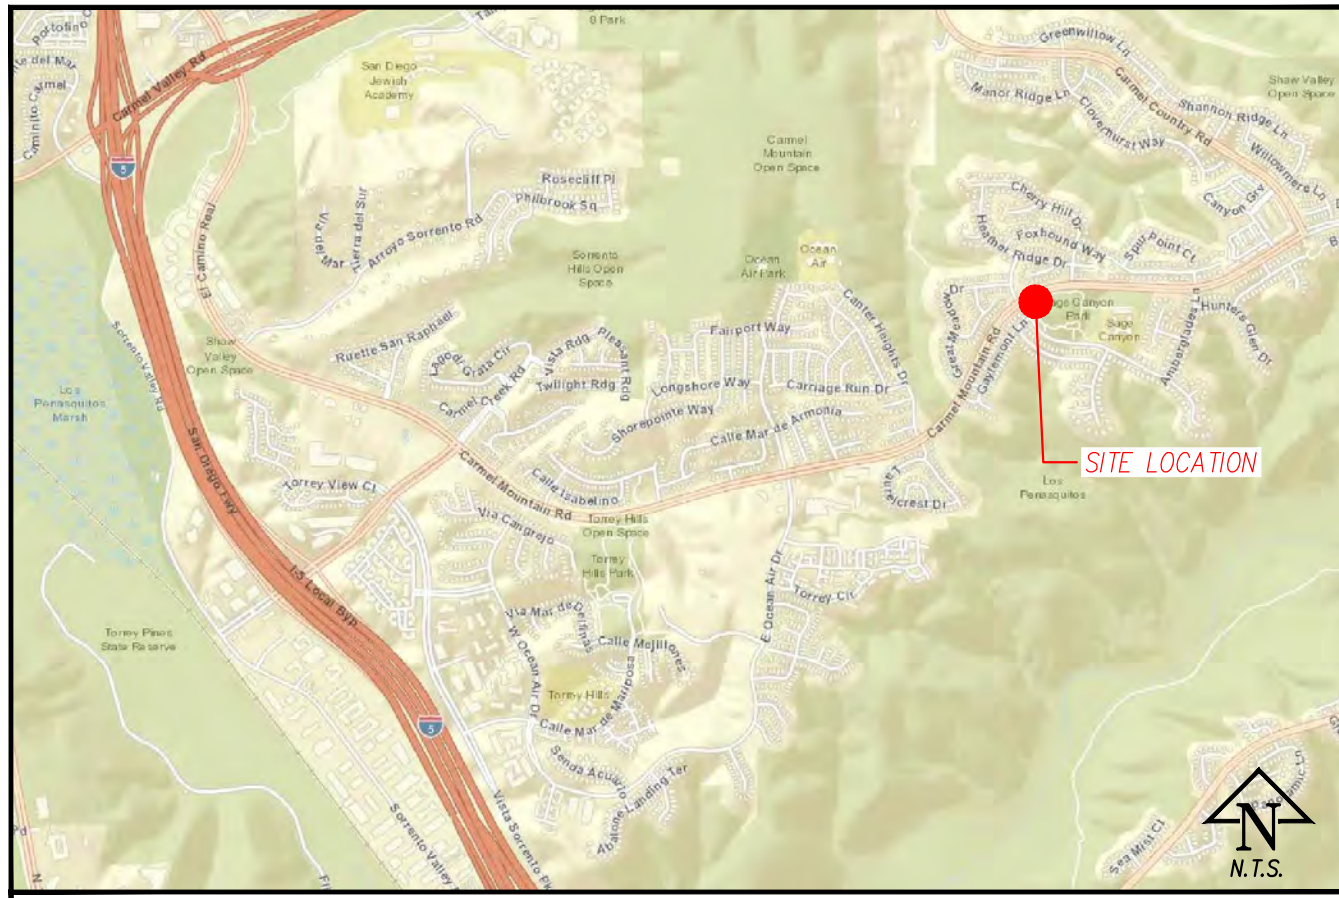 Portofino
del Mar
Caminito Carmel
Carmel Valley Rd
5
San Diego
Jewish
Academy
8 Park
Greenwillow Ln
Manor Ridge Ln
Carmel Country Rd
Cloverhurst Way
Shannon Ridge Ln
Shaw Valley
Open Space
Willowmere Ln
Canyon Grv
Carmel
Mountain
Open Space
Rosecliff Pl
Philbrook Sq
Tierra del Sur
Via del
Mar
Arroyo Sorrento Rd
El Camino Real
Cherry Hill Dr
Foxhound Way
Heather Ridge Dr
Spur Point Ct
Ocean
Air
Ocean
Air Park
Sorrento
Hills Open
Space
Great Meadow
Dr
Sage Canyon
Park
Sage
Canyon
Gaylemont Ln
Amberglades Ln
Hunters Glen Dr
Sorrento Valley Rd
Shaw
Valley
Open Space
Los
Penasquitos
Marsh
Ruette San Raphael
Lagodi
Grata Cir
Vista Rdg
Pleasant Rdg
Twilight Rdg
Carmel Creek Rd
Fairport Way
Center Heights Dr
Longshore Way
Carriage Run Dr
Shorepointe Way
Calle Mar de Armonia
Carmel Mountain Rd
SITE LOCATION
Los
Penasquitos
Laurelcrest Dr
San Diego Fwy
Torrey View Ct
Carmel Mountain Rd
Calle Isabelino
Via Cangrejo
Torrey Hills
Open Space
Torrey
Hills Park
I-5 Local Byp
Via Mar de
Delfinas
W Ocean Air Dr
Calle Mejillones
E Ocean Air Dr
Torrey Cir
Torrey Pines
State Reserve
Torrey Hills
Calle Mar de Mariposa
5
Senda Acuario
Abalone Landing Ter
Vista Sorrento Pk
Sorrento Valley
Sea Mist Ct
N
N.T.S.